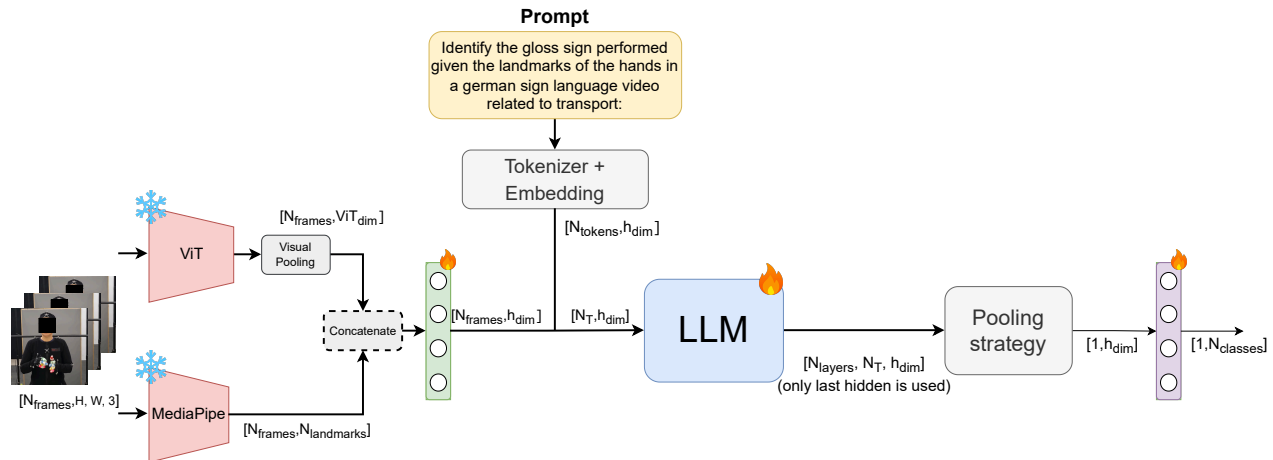 Prompt
Identify the gloss sign performed
given the landmarks of the hands in
a german sign language video
related to transport:
Tokenizer +
Embedding
[N_tokens,h_dim]
[N_frames,ViT_dim]
ViT
Visual
Pooling
Concatenate
[N_frames,h_dim]
[N_T,h_dim]
LLM
[N_layers, N_T, h_dim]
(only last hidden is used)
Pooling
strategy
[1,h_dim]
[1,N_classes]
[N_frames,H, W, 3]
MediaPipe
[N_frames,N_landmarks]